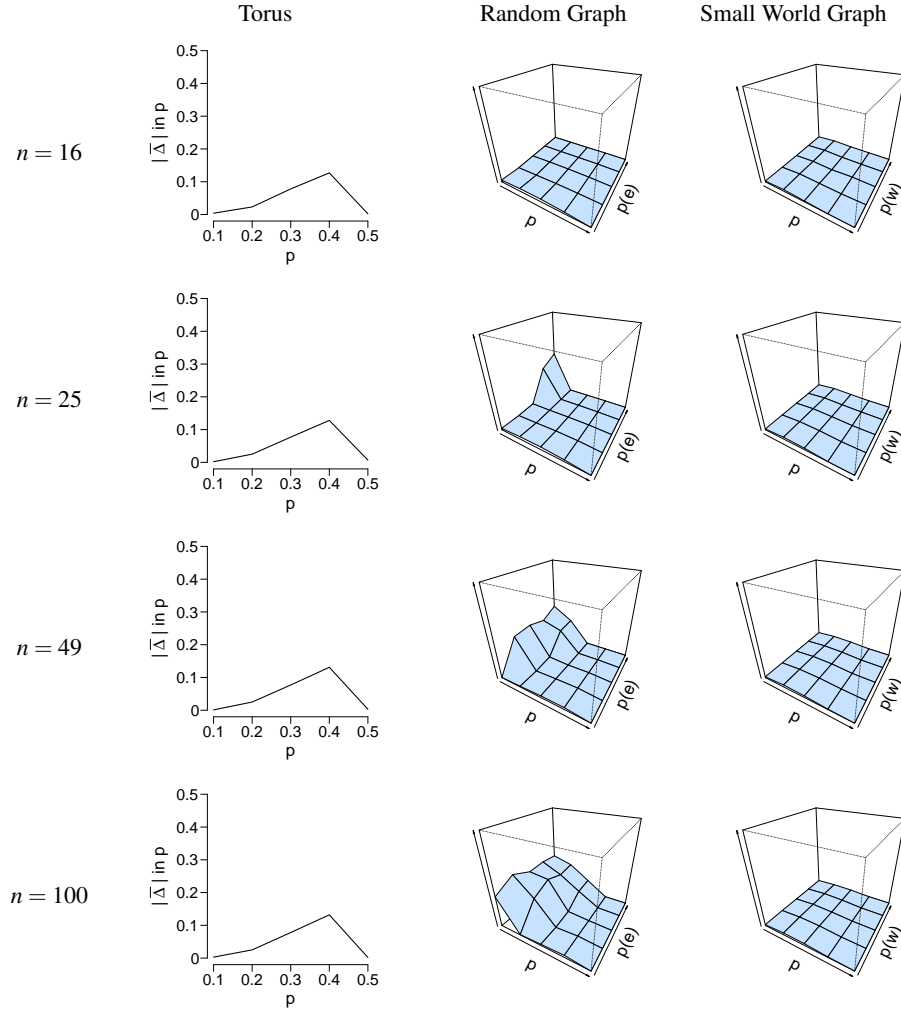 Torus Random Graph Small World Graph
n = 16
|Δ̅| in p
0.5
0.4
0.3
0.2
0.1
0
0.1 0.2 0.3 0.4 0.5
p
p
p(e)
p
p(w)
n = 25
|Δ̅| in p
0.5
0.4
0.3
0.2
0.1
0
0.1 0.2 0.3 0.4 0.5
p
p
p(e)
p
p(w)
n = 49
|Δ̅| in p
0.5
0.4
0.3
0.2
0.1
0
0.1 0.2 0.3 0.4 0.5
p
p
p(e)
p
p(w)
n = 100
|Δ̅| in p
0.5
0.4
0.3
0.2
0.1
0
0.1 0.2 0.3 0.4 0.5
p
p
p(e)
p
p(w)